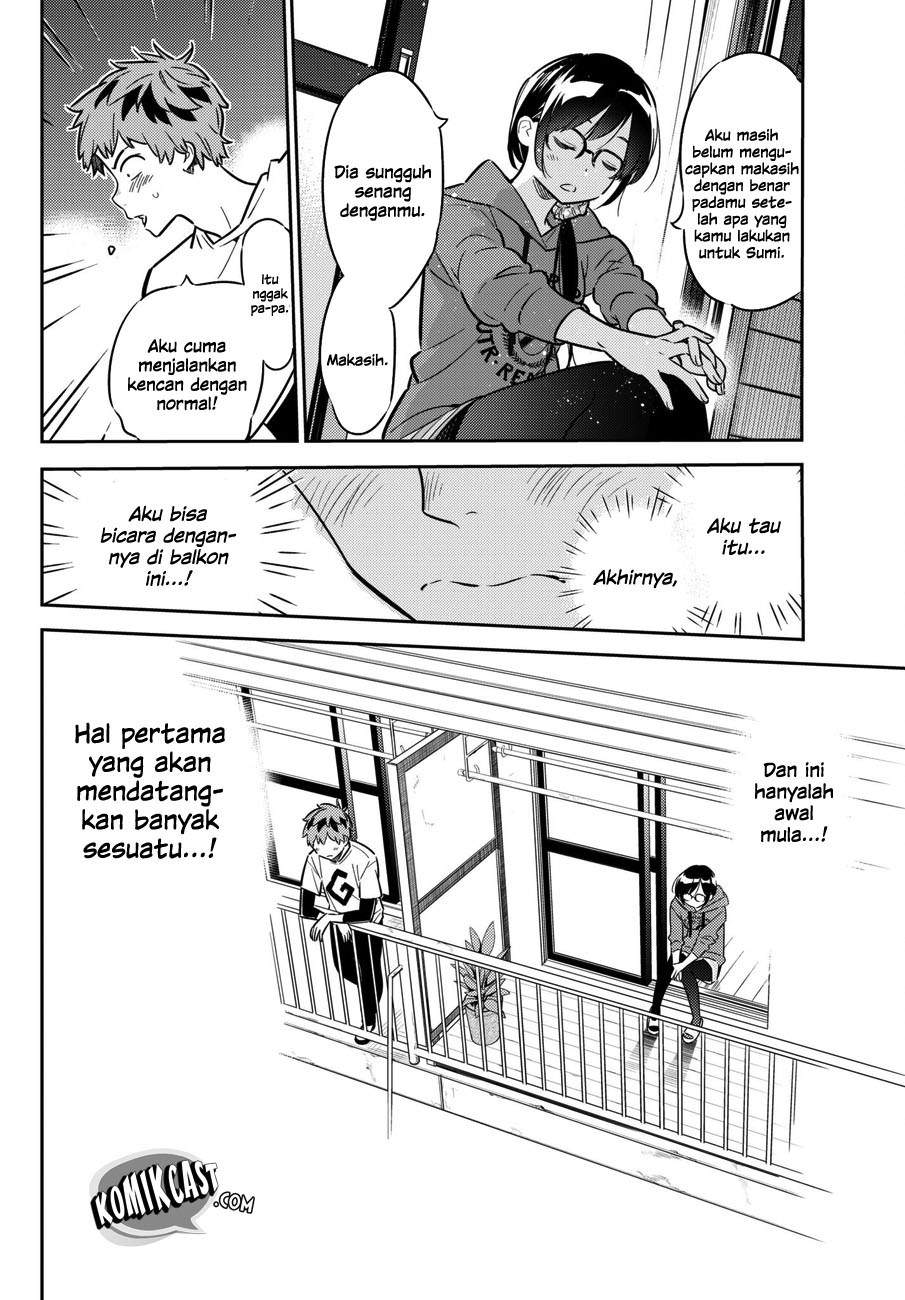 Aku masih
belum mengu-
capkan makasih
dengan benar
padamu sete-
lah apa yang
kamu lakukan
untuk Sumi.
Dia sungguh
senang
denganmu.
Makasih.
Itu
nggak
pa-pa.
Aku cuma
menjalankan
kencan dengan
normal!
Aku tau
itu...
Akhirnya,
Aku bisa
bicara dengan-
nya di balkon
ini...!
Dan ini
hanyalah
awal
mula...!
Hal pertama
yang akan
mendatang-
kan banyak
sesuatu...!
G
KOMIKCAST
.COM